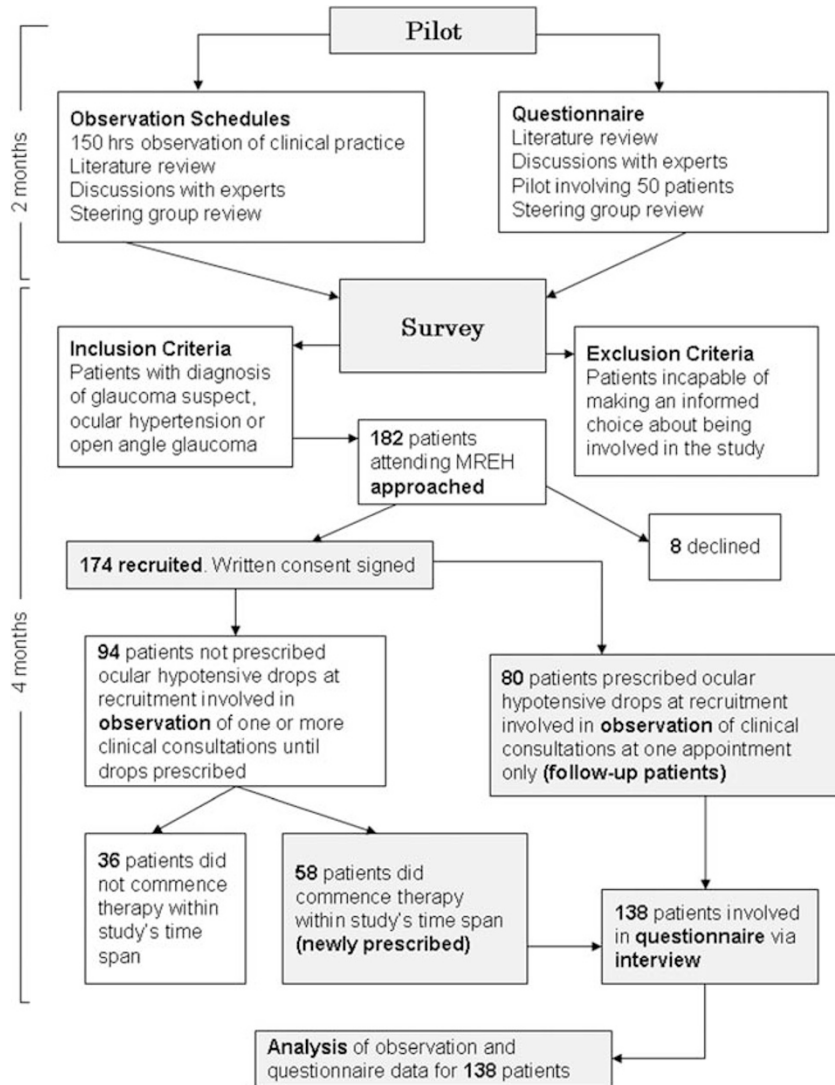 Pilot
2 months
Observation Schedules
150 hrs observation of clinical practice
Literature review
Discussions with experts
Steering group review
Questionnaire
Literature review
Discussions with experts
Pilot involving 50 patients
Steering group review
4 months
Survey
Inclusion Criteria
Patients with diagnosis
of glaucoma suspect,
ocular hypertension or
open angle glaucoma
Exclusion Criteria
Patients incapable of
making an informed
choice about being
involved in the study
182 patients
attending MREH
approached
8 declined
174 recruited. Written consent signed
94 patients not prescribed
ocular hypotensive drops at
recruitment involved in
observation of one or more
clinical consultations until
drops prescribed
80 patients prescribed ocular
hypotensive drops at recruitment
involved in observation of clinical
consultations at one appointment
only (follow-up patients)
36 patients did
not commence
therapy within
study's time
span
58 patients did
commence therapy
within study's time span
(newly prescribed)
138 patients involved
in questionnaire via
interview
Analysis of observation and
questionnaire data for 138 patients